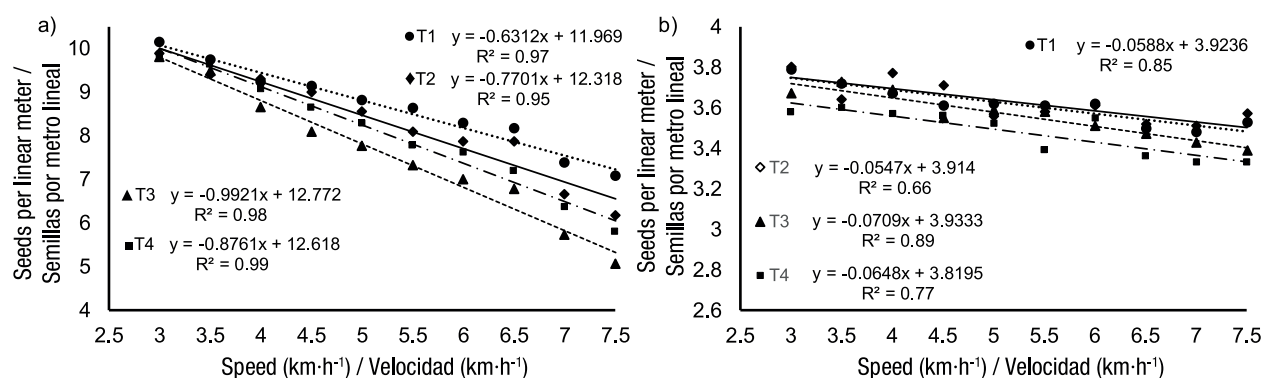 a)
Seeds per linear meter /
Semillas por metro lineal
10
9
8
7
6
5
4
T1 y = -0.6312x + 11.969
R² = 0.97
T2 y = -0.7701x + 12.318
R² = 0.95
T3 y = -0.9921x + 12.772
R² = 0.98
T4 y = -0.8761x + 12.618
R² = 0.99
2.5 3 3.5 4 4.5 5 5.5 6 6.5 7 7.5
Speed (km·h⁻¹) / Velocidad (km·h⁻¹)
b)
Seeds per linear meter /
Semillas por metro lineal
4
3.8
3.6
3.4
3.2
3
2.8
2.6
T1 y = -0.0588x + 3.9236
R² = 0.85
T2 y = -0.0547x + 3.914
R² = 0.66
T3 y = -0.0709x + 3.9333
R² = 0.89
T4 y = -0.0648x + 3.8195
R² = 0.77
2.5 3 3.5 4 4.5 5 5.5 6 6.5 7 7.5
Speed (km·h⁻¹) / Velocidad (km·h⁻¹)